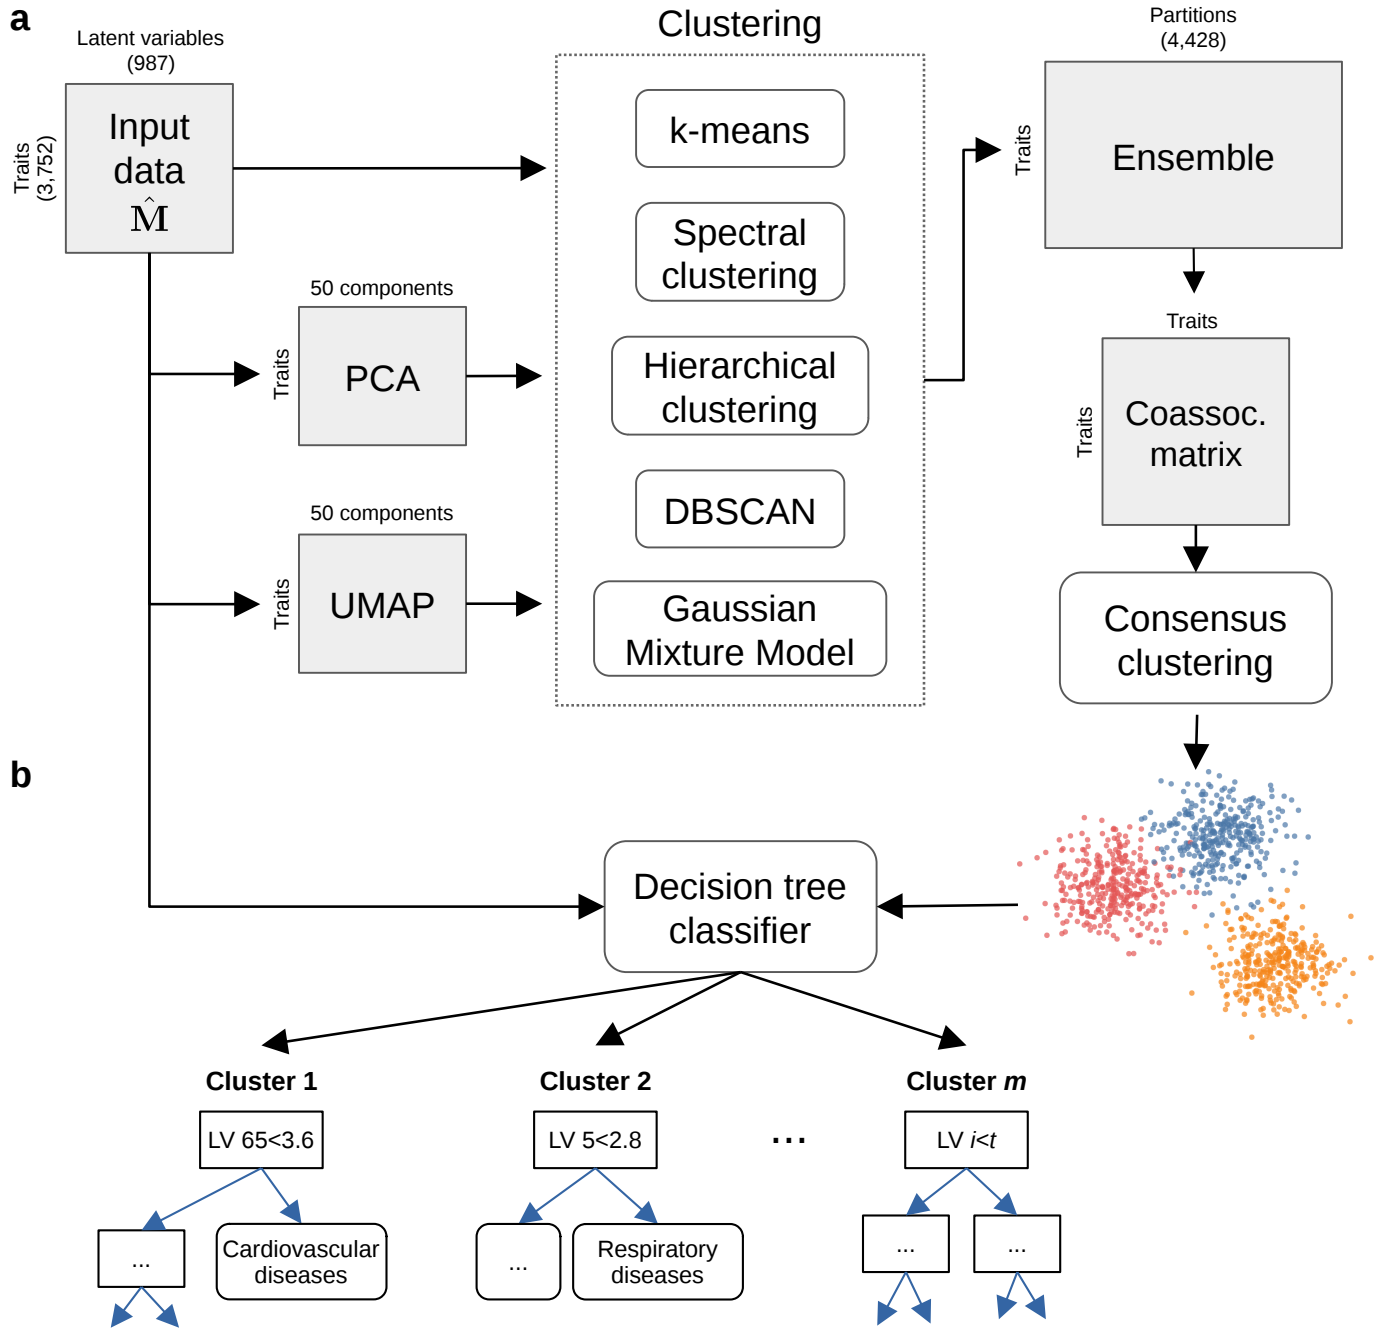 a
Latent variables
(987)
Traits
(3,752)
Input
data
M̂
50 components
Traits
PCA
50 components
Traits
UMAP
Clustering
k-means
Spectral
clustering
Hierarchical
clustering
DBSCAN
Gaussian
Mixture Model
Partitions
(4,428)
Traits
Ensemble
Traits
Traits
Coassoc.
matrix
Consensus
clustering
b
Decision tree
classifier
Cluster 1
LV 65<3.6
...
Cardiovascular
diseases
Cluster 2
LV 5<2.8
...
Respiratory
diseases
...
Cluster m
LV i<t
...
...